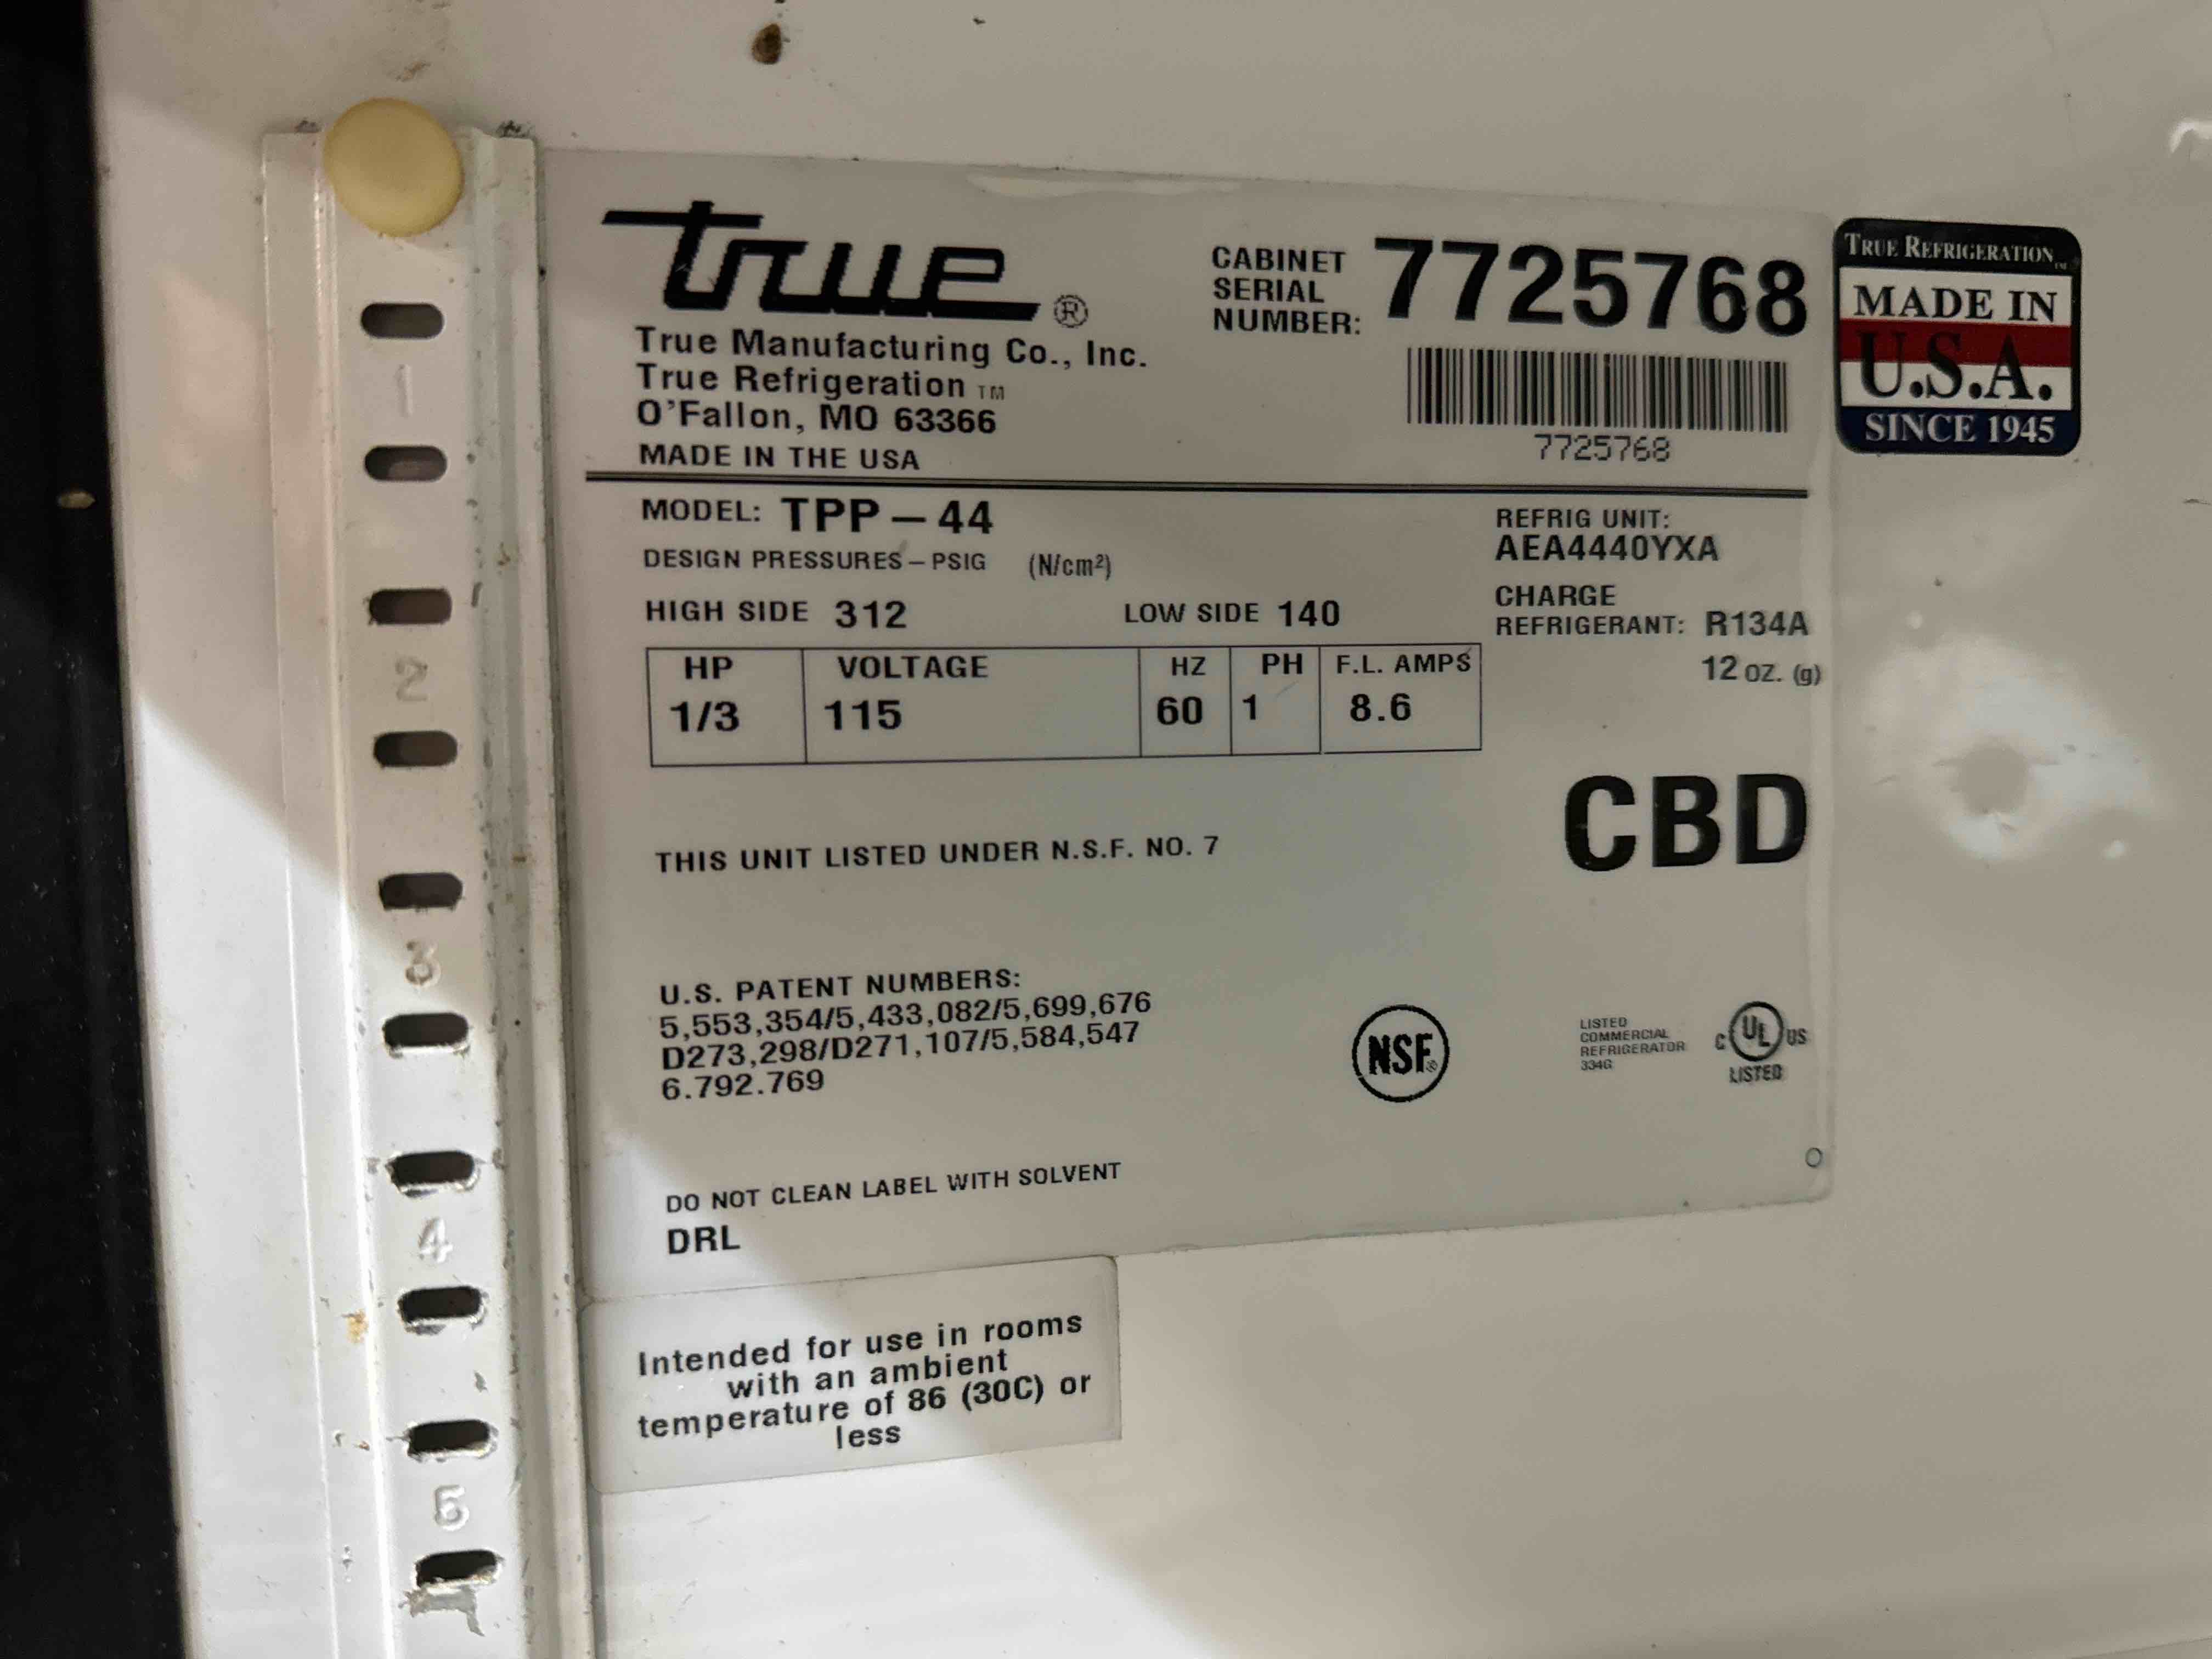 true®
True Manufacturing Co., Inc.
True Refrigeration TM
O'Fallon, MO 63366
MADE IN THE USA
CABINET
SERIAL
NUMBER: 7725768
7725768
TRUE REFRIGERATION
MADE IN
U.S.A.
SINCE 1945
MODEL: TPP – 44
DESIGN PRESSURES – PSIG (N/cm²)
HIGH SIDE 312 LOW SIDE 140
REFRIG UNIT:
AEA4440YXA
CHARGE
REFRIGERANT: R134A
12 oz. (g)
HP VOLTAGE HZ PH F.L. AMPS
1/3 115 60 1 8.6
CBD
THIS UNIT LISTED UNDER N.S.F. NO. 7
U.S. PATENT NUMBERS:
5,553,354/5,433,082/5,699,676
D273,298/D271,107/5,584,547
6.792.769
NSF®
LISTED
COMMERCIAL
REFRIGERATOR
334G
C UL US
LISTED
DO NOT CLEAN LABEL WITH SOLVENT
DRL
Intended for use in rooms
with an ambient
temperature of 86 (30C) or
less
1
2
3
4
5